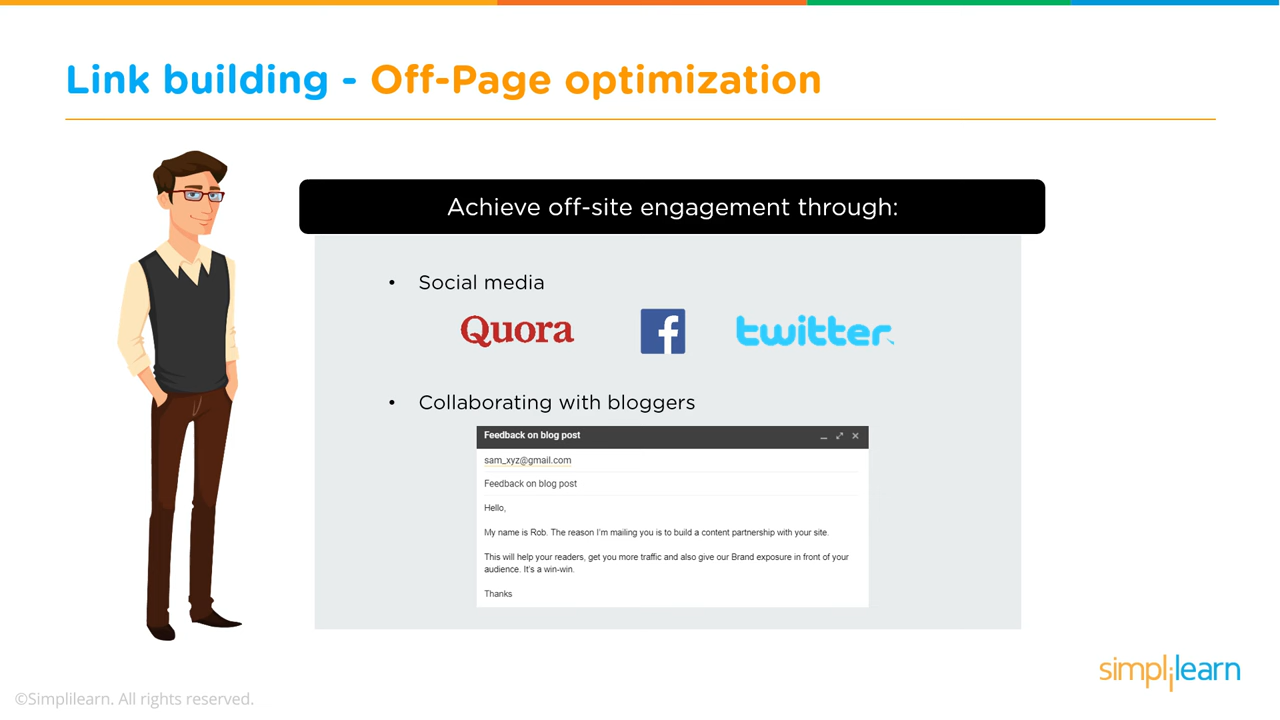 Link building - Off-Page optimization
Achieve off-site engagement through:
• Social media
Quora
twitter
• Collaborating with bloggers
Feedback on blog post
sam_xyz@gmail.com
Feedback on blog post
Hello,
My name is Rob. The reason I'm mailing you is to build a content partnership with your site.
This will help your readers, get you more traffic and also give our Brand exposure in front of your
audience. It's a win-win.
Thanks
simplilearn
©Simplilearn. All rights reserved.